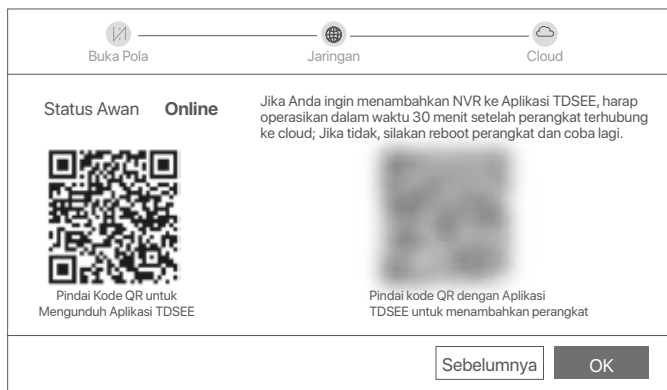 Buka Pola
Jaringan
Cloud
Status Awan Online
Jika Anda ingin menambahkan NVR ke Aplikasi TDSEE, harap
operasikan dalam waktu 30 menit setelah perangkat terhubung
ke cloud; Jika tidak, silakan reboot perangkat dan coba lagi.
Pindai Kode QR untuk
Mengunduh Aplikasi TDSEE
Pindai kode QR dengan Aplikasi
TDSEE untuk menambahkan perangkat
Sebelumnya
OK